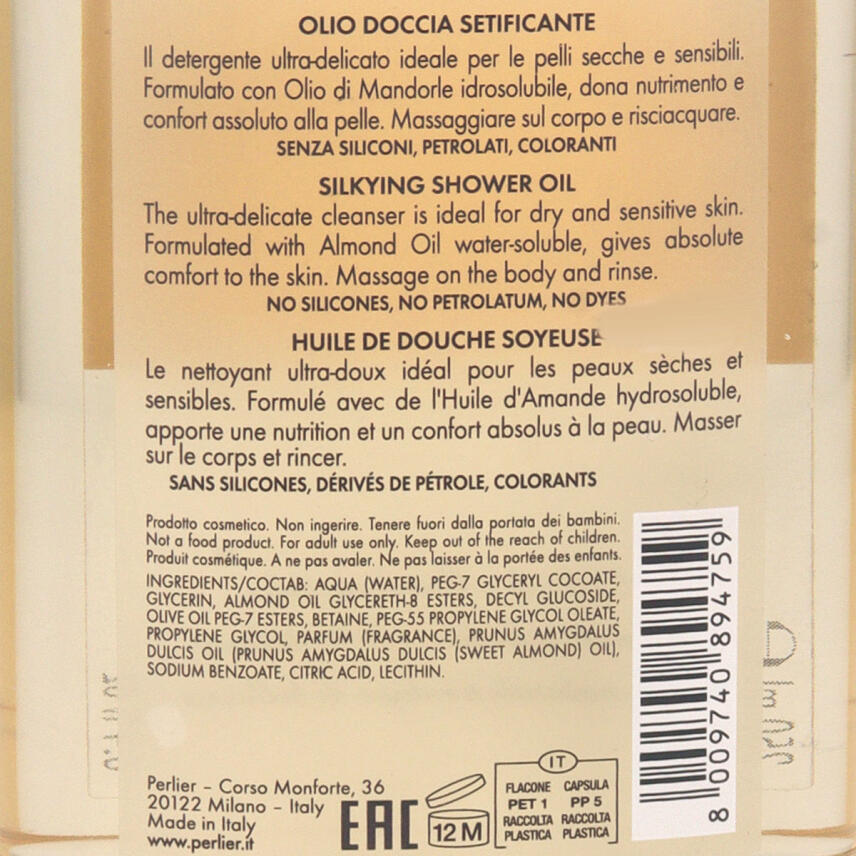 OLIO DOCCIA SETIFICANTE
Il detergente ultra-delicato ideale per le pelli secche e sensibili.
Formulato con Olio di Mandorle idrosolubile, dona nutrimento e
confort assoluto alla pelle. Massaggiare sul corpo e risciacquare.
SENZA SILICONI, PETROLATI, COLORANTI
SILKYING SHOWER OIL
The ultra-delicate cleanser is ideal for dry and sensitive skin.
Formulated with Almond Oil water-soluble, gives absolute
comfort to the skin. Massage on the body and rinse.
NO SILICONES, NO PETROLATUM, NO DYES
HUILE DE DOUCHE SOYEUSE
Le nettoyant ultra-doux idéal pour les peaux sèches et
sensibles. Formulé avec de l'Huile d'Amande hydrosoluble,
apporte une nutrition et un confort absolus à la peau. Masser
sur le corps et rincer.
SANS SILICONES, DÉRIVÉS DE PÉTROLE, COLORANTS
Prodotto cosmetico. Non ingerire. Tenere fuori dalla portata dei bambini.
Not a food product. For adult use only. Keep out of the reach of children.
Produit cosmétique. A ne pas avaler. Ne pas laisser à la portée des enfants.
INGREDIENTS/COCTAB: AQUA (WATER), PEG-7 GLYCERYL COCOATE,
GLYCERIN, ALMOND OIL GLYCERETH-8 ESTERS, DECYL GLUCOSIDE,
OLIVE OIL PEG-7 ESTERS, BETAINE, PEG-55 PROPYLENE GLYCOL OLEATE,
PROPYLENE GLYCOL, PARFUM (FRAGRANCE), PRUNUS AMYGDALUS
DULCIS OIL (PRUNUS AMYGDALUS DULCIS (SWEET ALMOND) OIL),
SODIUM BENZOATE, CITRIC ACID, LECITHIN.
8 009740 894759
Perlier – Corso Monforte, 36
20122 Milano – Italy
Made in Italy
www.perlier.it
EAC
12 M
IT
FLACONE CAPSULA
PET 1 PP 5
RACCOLTA RACCOLTA
PLASTICA PLASTICA